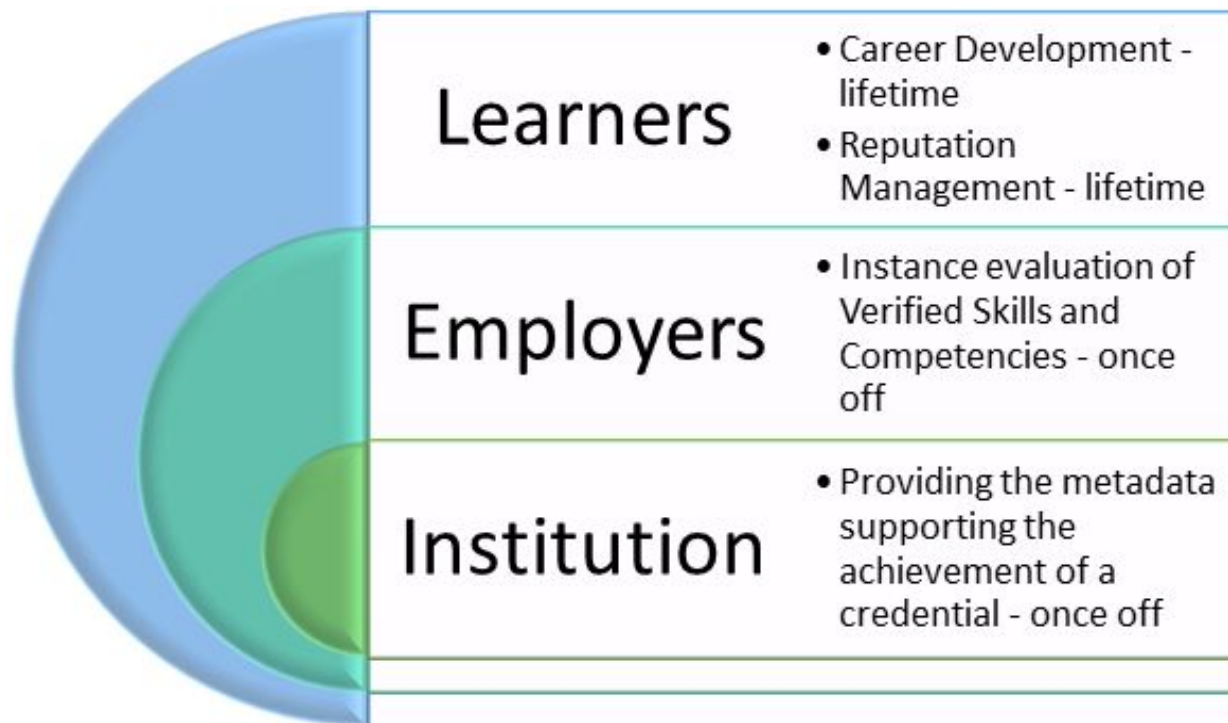 Learners
• Career Development -
lifetime
• Reputation
Management - lifetime
Employers
• Instance evaluation of
Verified Skills and
Competencies - once
off
Institution
• Providing the metadata
supporting the
achievement of a
credential - once off